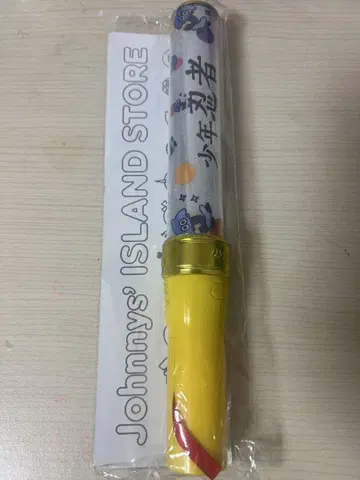 Johnnys' ISLAND STORE
少年忍者